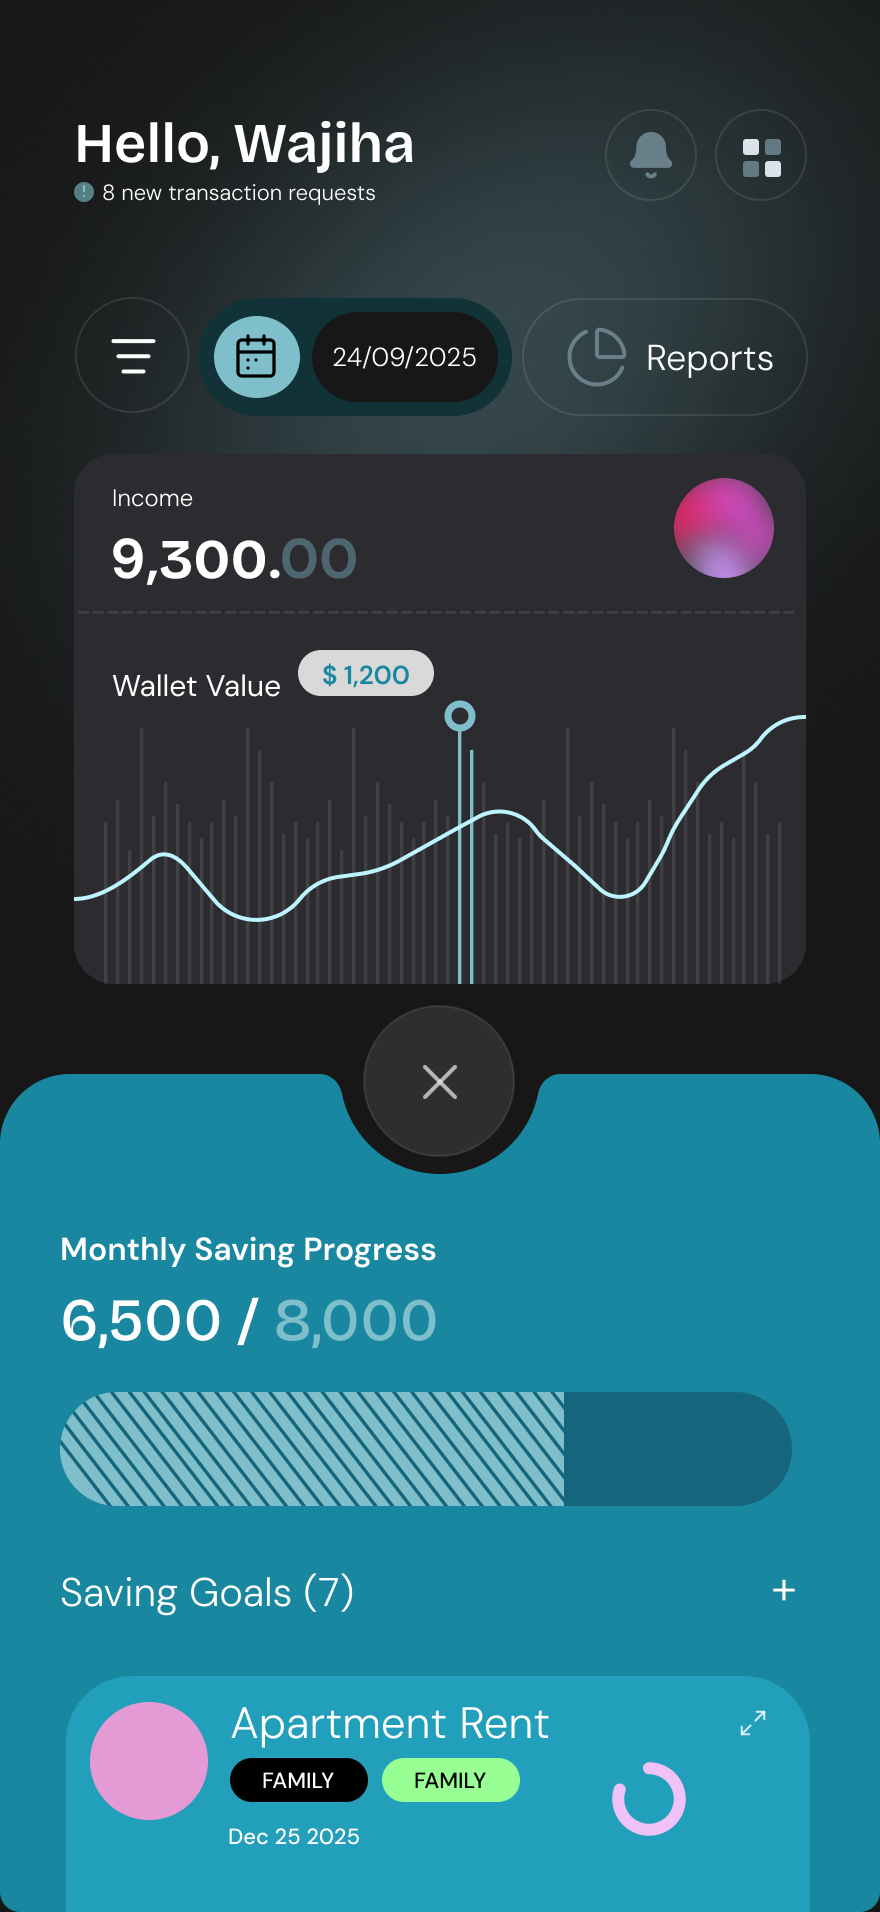 Hello, Wajiha
8 new transaction requests
24/09/2025
Reports
Income
9,300.00
Wallet Value
$ 1,200
Monthly Saving Progress
6,500 / 8,000
Saving Goals (7)
+
Apartment Rent
FAMILY FAMILY
Dec 25 2025